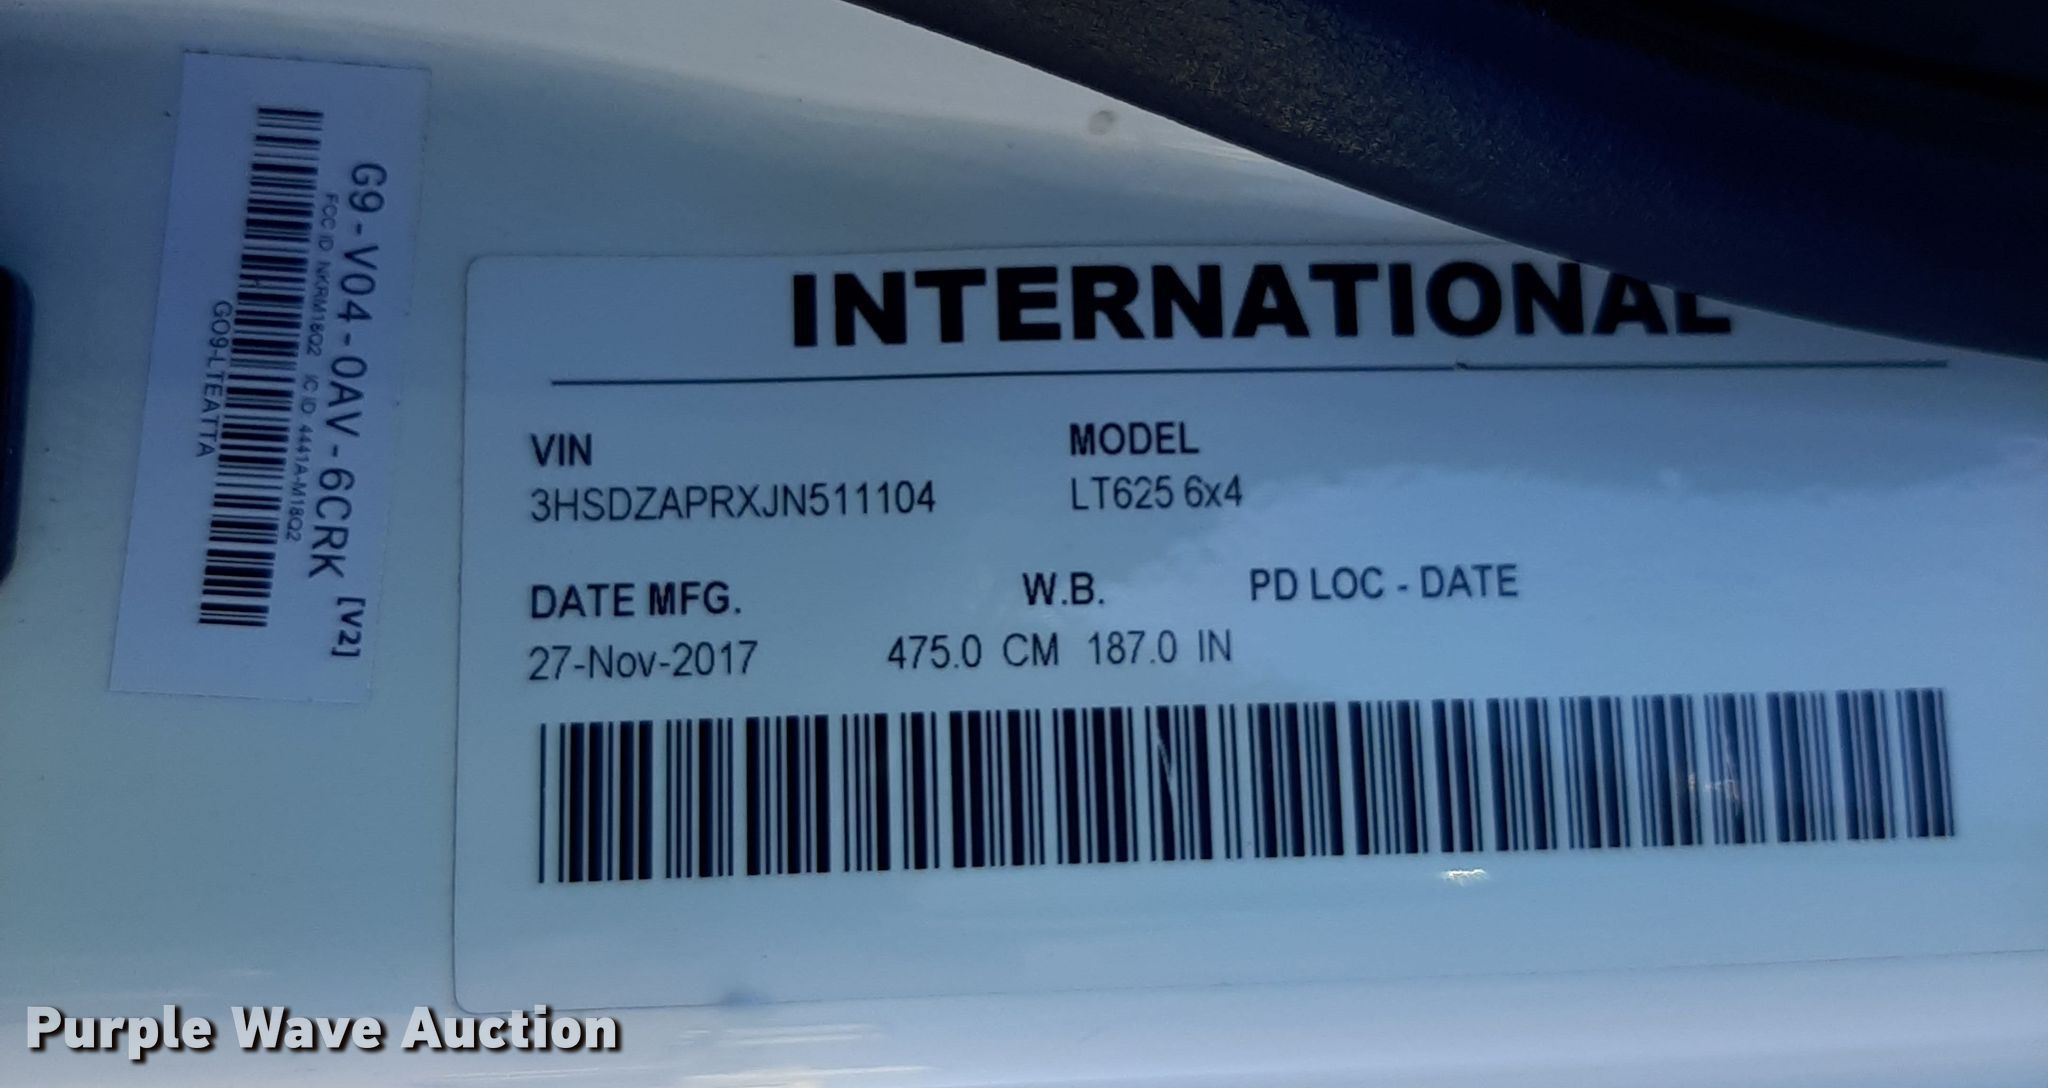 G9-V04-0AV-6CRK [V2]
FCC ID: NKRM18Q2 IC ID: 4441A-M18Q2
GO9-LTEATTA
INTERNATIONAL
VIN MODEL
3HSDZAPRXJN511104 LT625 6x4
DATE MFG. W.B. PD LOC - DATE
27-Nov-2017 475.0 CM 187.0 IN
Purple Wave Auction